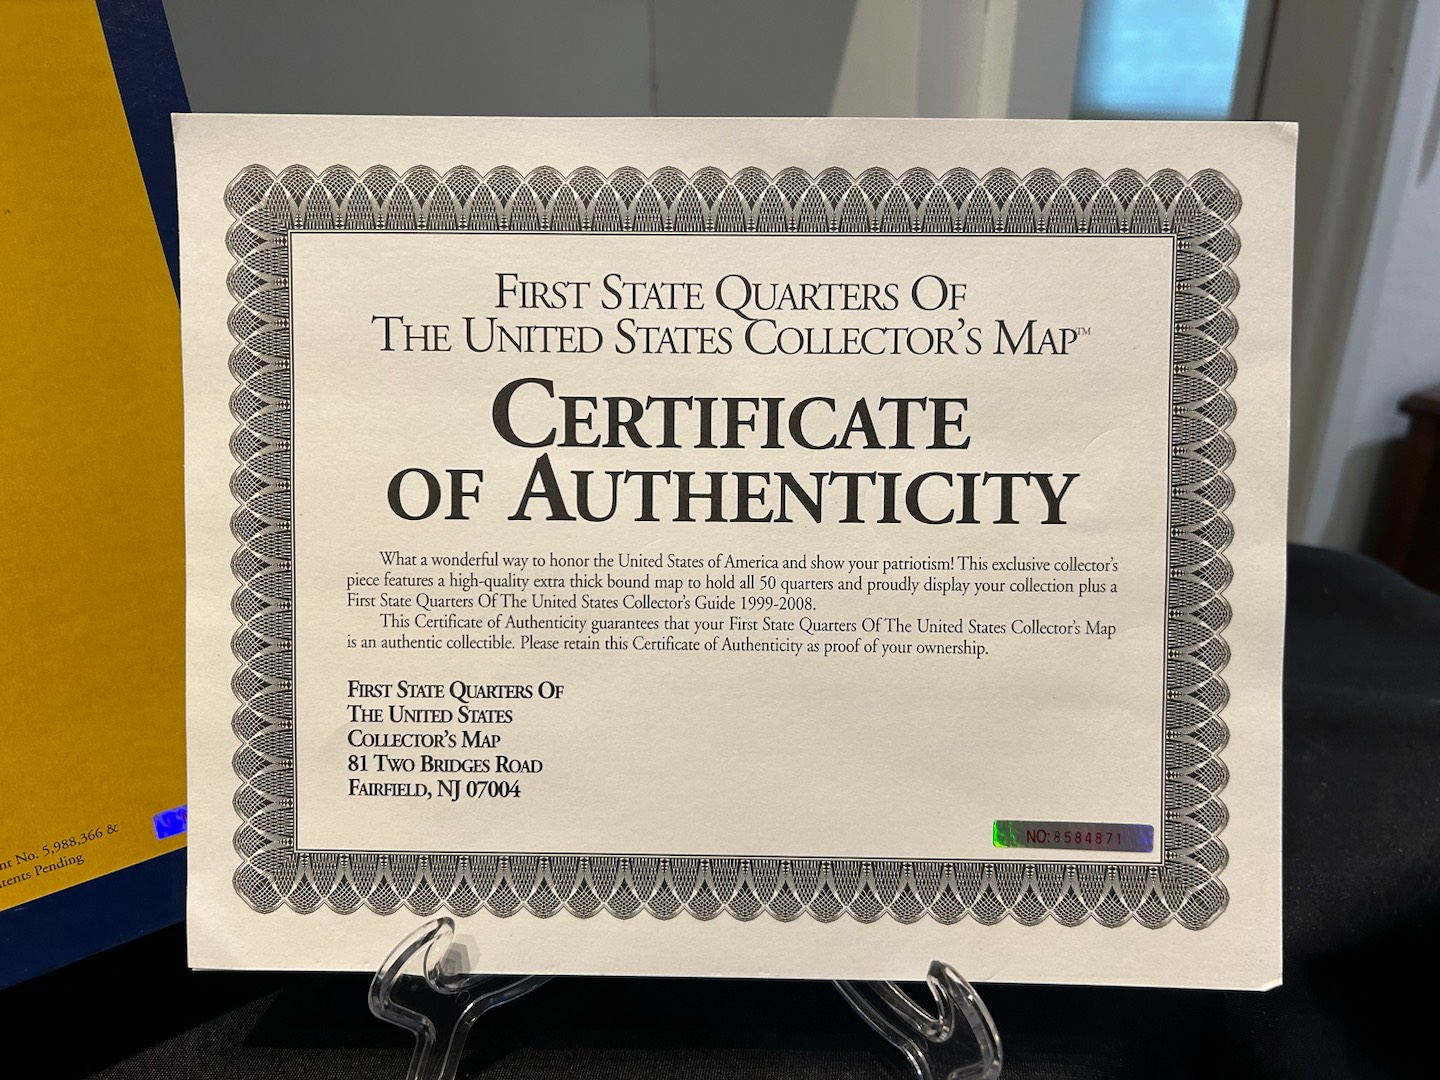 FIRST STATE QUARTERS OF
THE UNITED STATES COLLECTOR'S MAP™
CERTIFICATE
OF AUTHENTICITY
What a wonderful way to honor the United States of America and show your patriotism! This exclusive collector's
piece features a high-quality extra thick bound map to hold all 50 quarters and proudly display your collection plus a
First State Quarters Of The United States Collector's Guide 1999-2008.
This Certificate of Authenticity guarantees that your First State Quarters Of The United States Collector's Map
is an authentic collectible. Please retain this Certificate of Authenticity as proof of your ownership.
FIRST STATE QUARTERS OF
THE UNITED STATES
COLLECTOR'S MAP
81 TWO BRIDGES ROAD
FAIRFIELD, NJ 07004
NO:8584871
No. 5,988,366 &
Pending